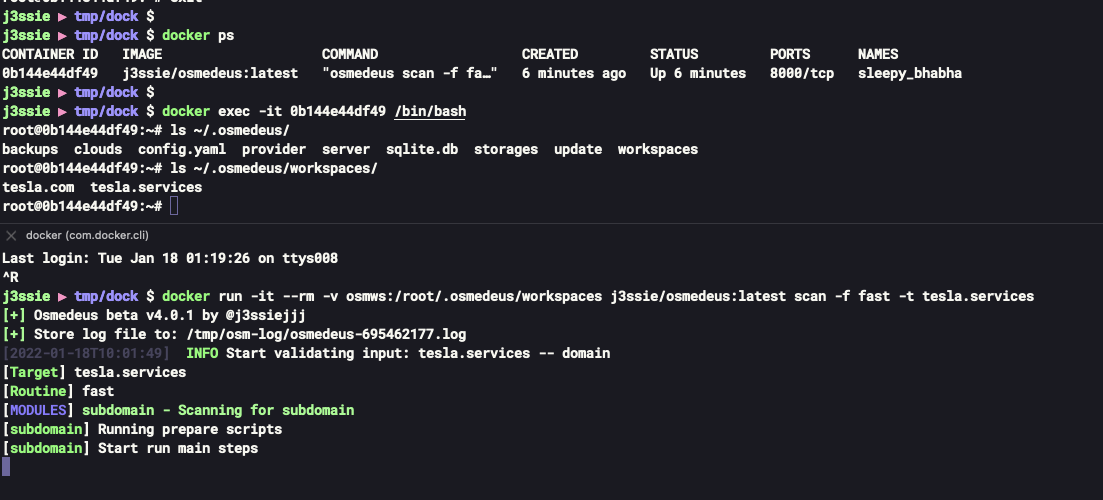 j3ssie ▶ tmp/dock $
j3ssie ▶ tmp/dock $ docker ps
CONTAINER ID   IMAGE                    COMMAND                  CREATED         STATUS         PORTS      NAMES
0b144e44df49   j3ssie/osmedeus:latest   "osmedeus scan -f fa…"   6 minutes ago   Up 6 minutes   8000/tcp   sleepy_bhabha
j3ssie ▶ tmp/dock $
j3ssie ▶ tmp/dock $ docker exec -it 0b144e44df49 /bin/bash
root@0b144e44df49:~# ls ~/.osmedeus/
backups  clouds  config.yaml  provider  server  sqlite.db  storages  update  workspaces
root@0b144e44df49:~# ls ~/.osmedeus/workspaces/
tesla.com  tesla.services
root@0b144e44df49:~#
docker (com.docker.cli)
Last login: Tue Jan 18 01:19:26 on ttys008
^R
j3ssie ▶ tmp/dock $ docker run -it --rm -v osmws:/root/.osmedeus/workspaces j3ssie/osmedeus:latest scan -f fast -t tesla.services
[+] Osmedeus beta v4.0.1 by @j3ssiejjj
[+] Store log file to: /tmp/osm-log/osmedeus-695462177.log
[2022-01-18T10:01:49]  INFO Start validating input: tesla.services -- domain
[Target] tesla.services
[Routine] fast
[MODULES] subdomain - Scanning for subdomain
[subdomain] Running prepare scripts
[subdomain] Start run main steps